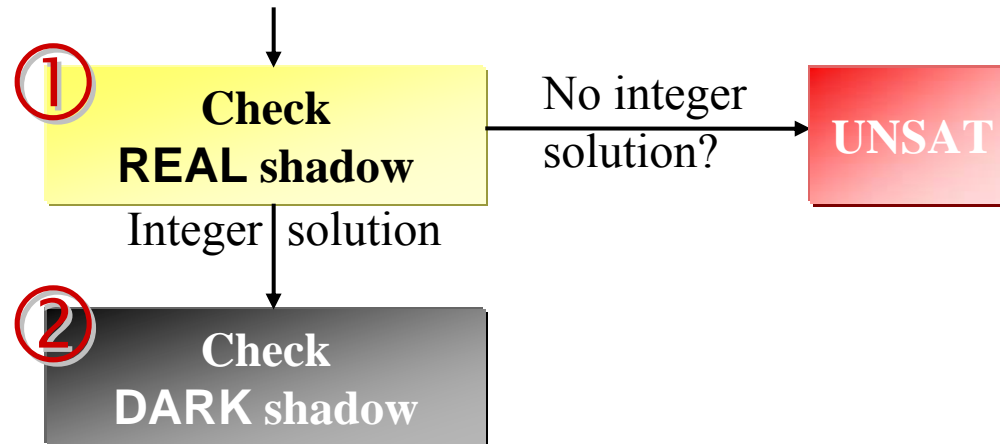 ①
Check
REAL shadow
No integer
solution?
UNSAT
Integer solution
②
Check
DARK shadow